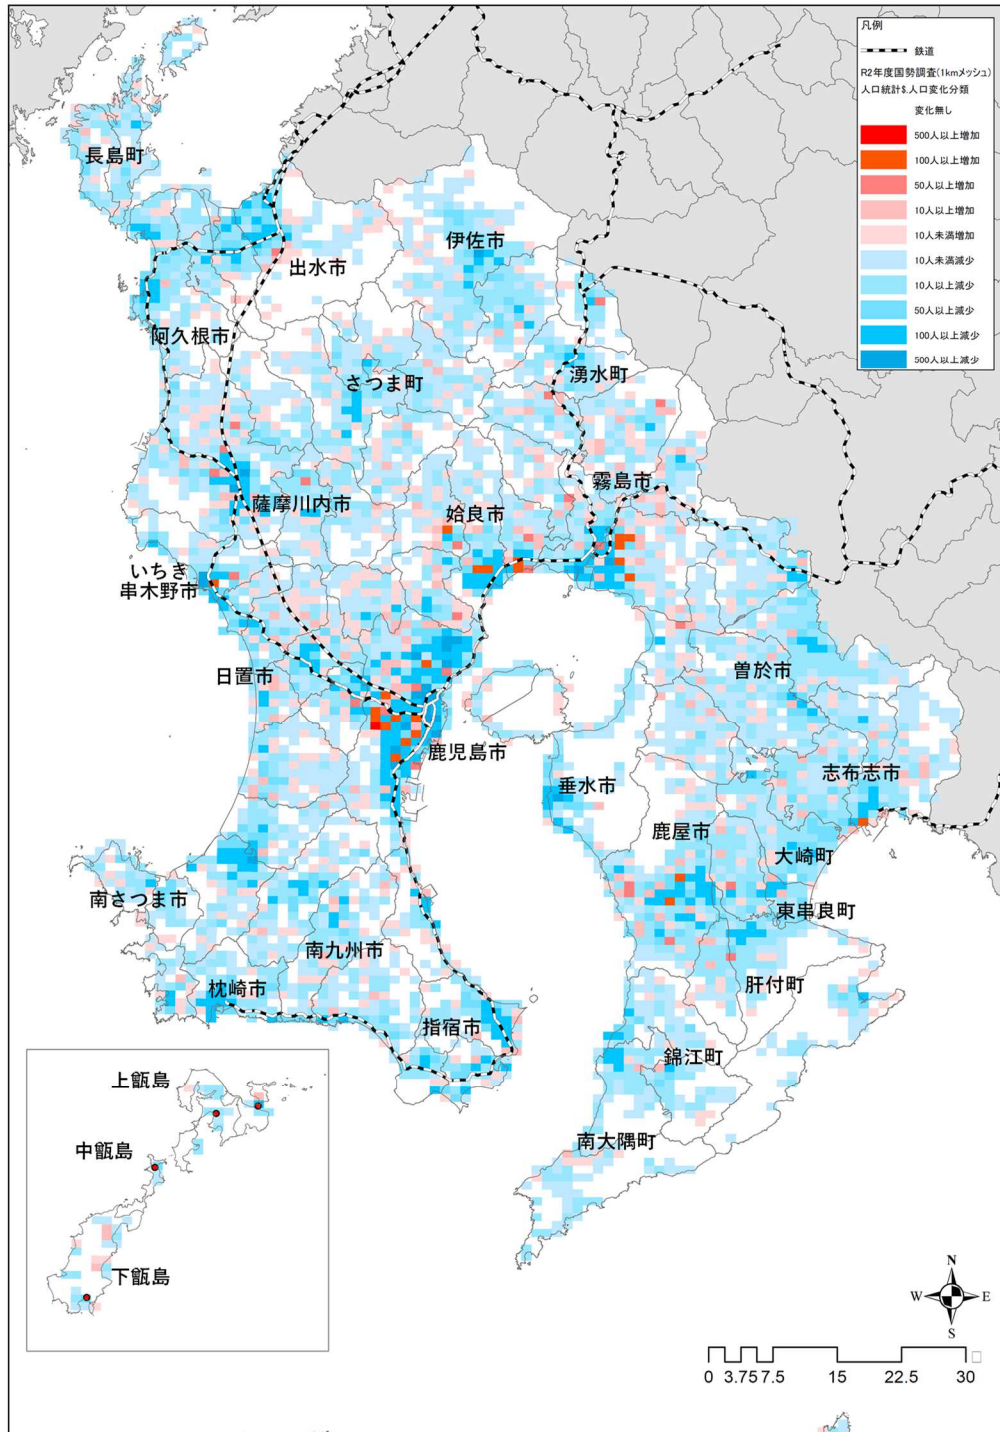 凡例
鉄道
R2年度国勢調査(1kmメッシュ)
人口統計$.人口変化分類
変化無し
500人以上増加
100人以上増加
50人以上増加
10人以上増加
10人未満増加
10人未満減少
10人以上減少
50人以上減少
100人以上減少
500人以上減少
長島町
伊佐市
出水市
阿久根市
さつま町
湧水町
霧島市
薩摩川内市
姶良市
いちき
串木野市
日置市
曽於市
鹿児島市
志布志市
垂水市
鹿屋市
大崎町
南さつま市
東串良町
南九州市
枕崎市
肝付町
指宿市
錦江町
南大隅町
上甑島
中甑島
下甑島
N
W
E
S
0 3.75 7.5 15 22.5 30